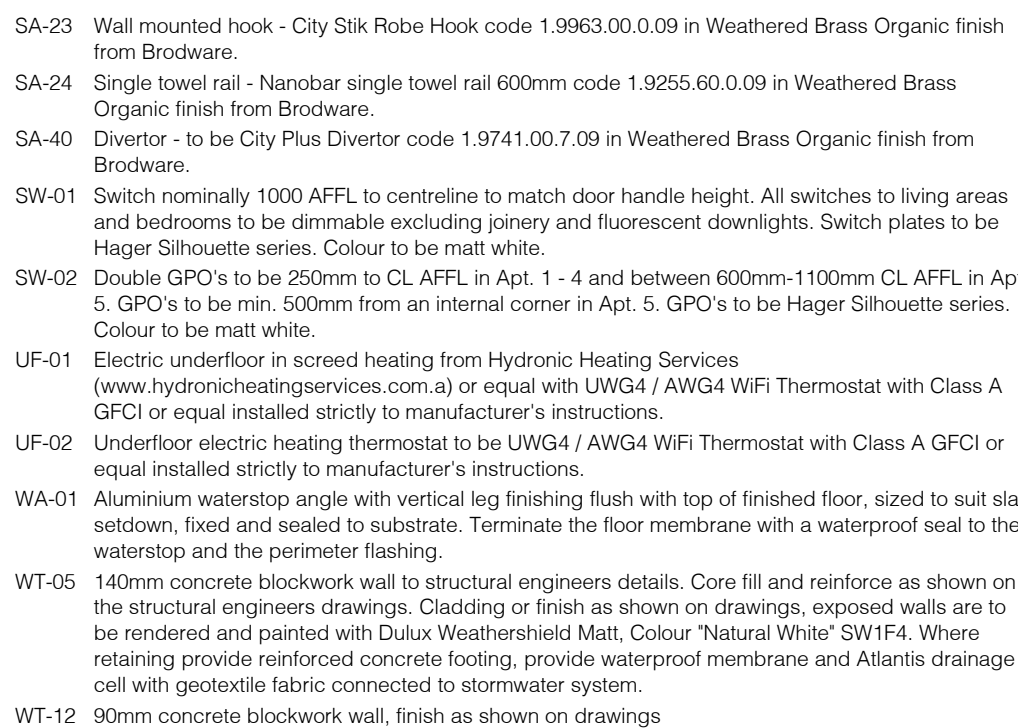 SA-23 Wall mounted hook - City Stik Robe Hook code 1.9963.00.0.09 in Weathered Brass Organic finish
from Brodware.
SA-24 Single towel rail - Nanobar single towel rail 600mm code 1.9255.60.0.09 in Weathered Brass
Organic finish from Brodware.
SA-40 Divertor - to be City Plus Divertor code 1.9741.00.7.09 in Weathered Brass Organic finish from
Brodware.
SW-01 Switch nominally 1000 AFFL to centreline to match door handle height. All switches to living areas
and bedrooms to be dimmable excluding joinery and fluorescent downlights. Switch plates to be
Hager Silhouette series. Colour to be matt white.
SW-02 Double GPO's to be 250mm to CL AFFL in Apt. 1 - 4 and between 600mm-1100mm CL AFFL in Ap
5. GPO's to be min. 500mm from an internal corner in Apt. 5. GPO's to be Hager Silhouette series.
Colour to be matt white.
UF-01 Electric underfloor in screed heating from Hydronic Heating Services
(www.hydronicheatingservices.com.a) or equal with UWG4 / AWG4 WiFi Thermostat with Class A
GFCI or equal installed strictly to manufacturer's instructions.
UF-02 Underfloor electric heating thermostat to be UWG4 / AWG4 WiFi Thermostat with Class A GFCI or
equal installed strictly to manufacturer's instructions.
WA-01 Aluminium waterstop angle with vertical leg finishing flush with top of finished floor, sized to suit sla
setdown, fixed and sealed to substrate. Terminate the floor membrane with a waterproof seal to the
waterstop and the perimeter flashing.
WT-05 140mm concrete blockwork wall to structural engineers details. Core fill and reinforce as shown on
the structural engineers drawings. Cladding or finish as shown on drawings, exposed walls are to
be rendered and painted with Dulux Weathershield Matt, Colour "Natural White" SW1F4. Where
retaining provide reinforced concrete footing, provide waterproof membrane and Atlantis drainage
cell with geotextile fabric connected to stormwater system.
WT-12 90mm concrete blockwork wall, finish as shown on drawings